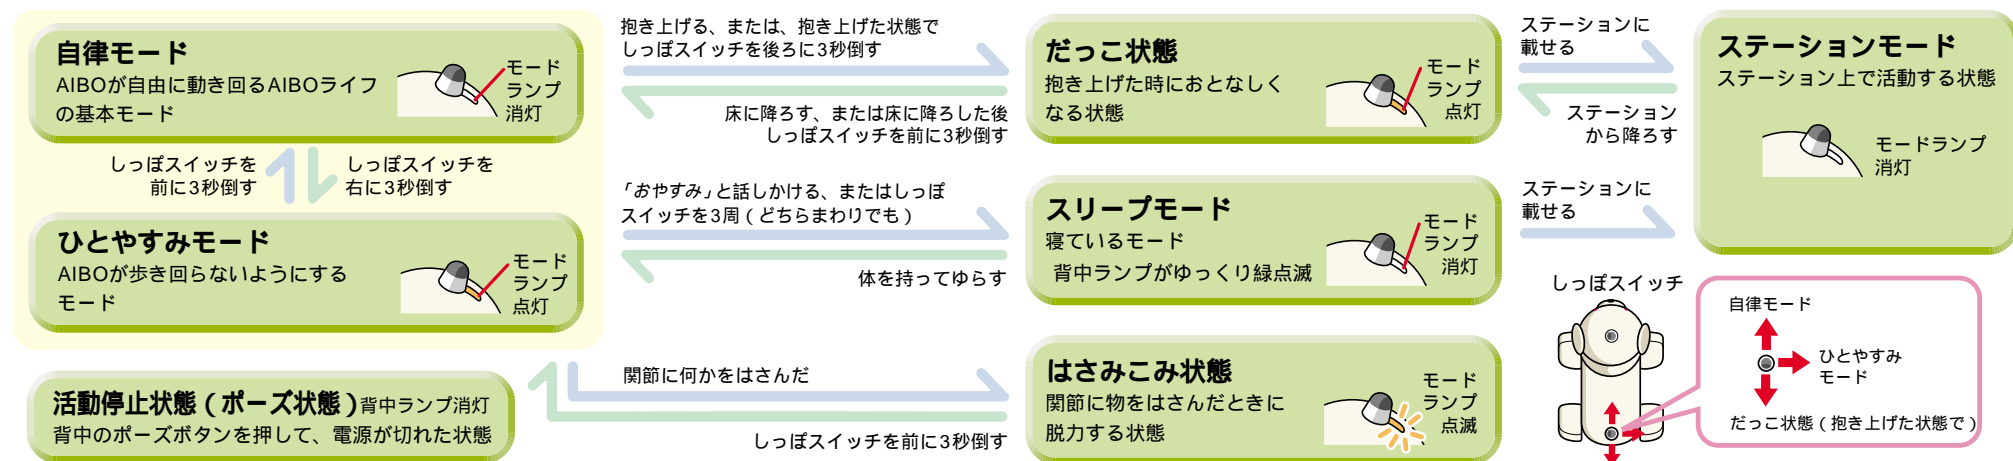 自律モード
AIBOが自由に動き回るAIBOライフ
の基本モード
モード
ランプ
消灯
しっぽスイッチを
前に3秒倒す
しっぽスイッチを
右に3秒倒す
ひとやすみモード
AIBOが歩き回らないようにする
モード
モード
ランプ
点灯
活動停止状態(ポーズ状態)背中ランプ消灯
背中のポーズボタンを押して、電源が切れた状態
抱き上げる、または、抱き上げた状態で
しっぽスイッチを後ろに3秒倒す
床に降ろす、または床に降ろした後
しっぽスイッチを前に3秒倒す
「おやすみ」と話しかける、またはしっぽ
スイッチを3周(どちらまわりでも)
体を持ってゆらす
関節に何かをはさんだ
しっぽスイッチを前に3秒倒す
だっこ状態
抱き上げた時におとなしく
なる状態
モード
ランプ
点灯
スリープモード
寝ているモード
背中ランプがゆっくり緑点滅
モード
ランプ
消灯
はさみこみ状態
関節に物をはさんだときに
脱力する状態
モード
ランプ
点滅
ステーションに
載せる
ステーション
から降ろす
ステーションに
載せる
ステーションモード
ステーション上で活動する状態
モードランプ
消灯
しっぽスイッチ
自律モード
ひとやすみ
モード
だっこ状態(抱き上げた状態で)